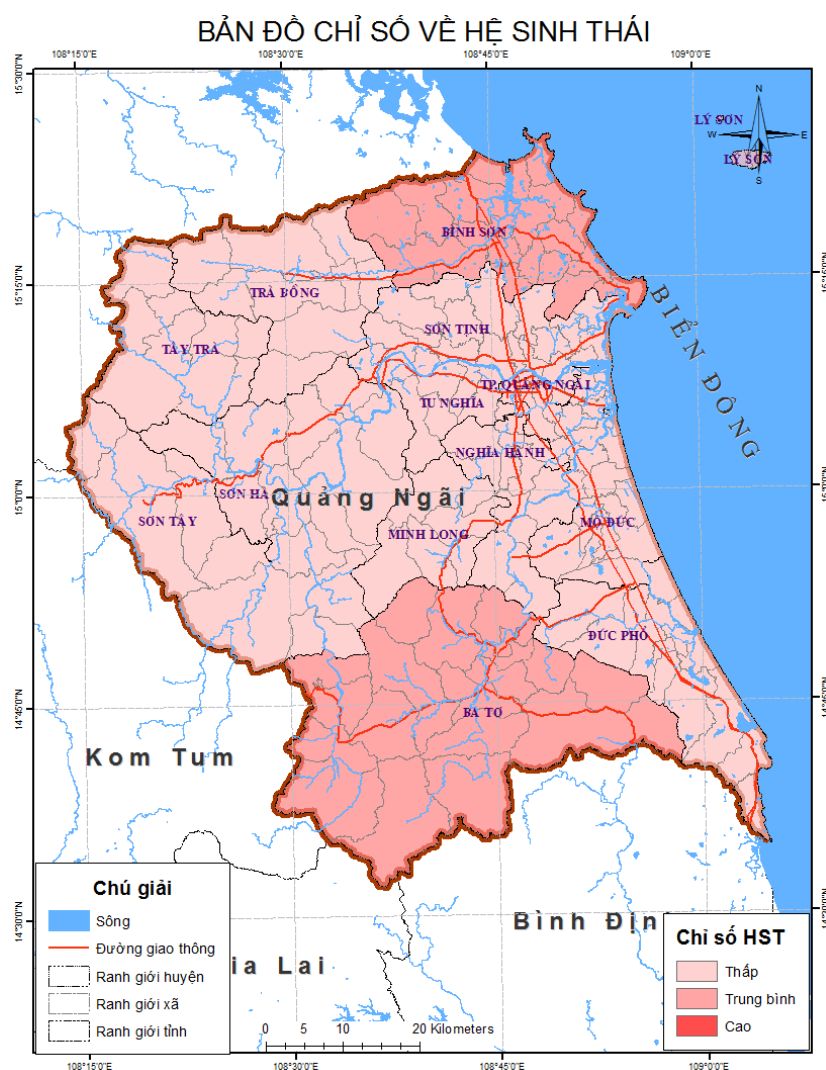 BẢN ĐỒ CHỈ SỐ VỀ HỆ SINH THÁI
108°15'0"E
108°30'0"E
108°45'0"E
109°0'0"E
15°30'0"N
N
W
E
S
LÝ SƠN
LÝ SƠN
BÌNH SƠN
15°15'0"N
TRÀ BỒNG
BIỂN ĐÔNG
SƠN TỊNH
TÂY TRÀ
TP. QUẢNG NGÃI
TƯ NGHĨA
NGHĨA HÀNH
15°0'0"N
SƠN HÀ
Quảng Ngãi
SƠN TÂY
MỘ ĐỨC
MINH LONG
ĐỨC PHỔ
14°45'0"N
BA TƠ
Kom Tum
14°30'0"N
Bình Địn
ia Lai
Chú giải
Sông
Đường giao thông
Ranh giới huyện
Ranh giới xã
Ranh giới tỉnh
0 5 10 20 Kilometers
Chỉ số HST
Thấp
Trung bình
Cao
108°15'0"E
108°30'0"E
108°45'0"E
109°0'0"E